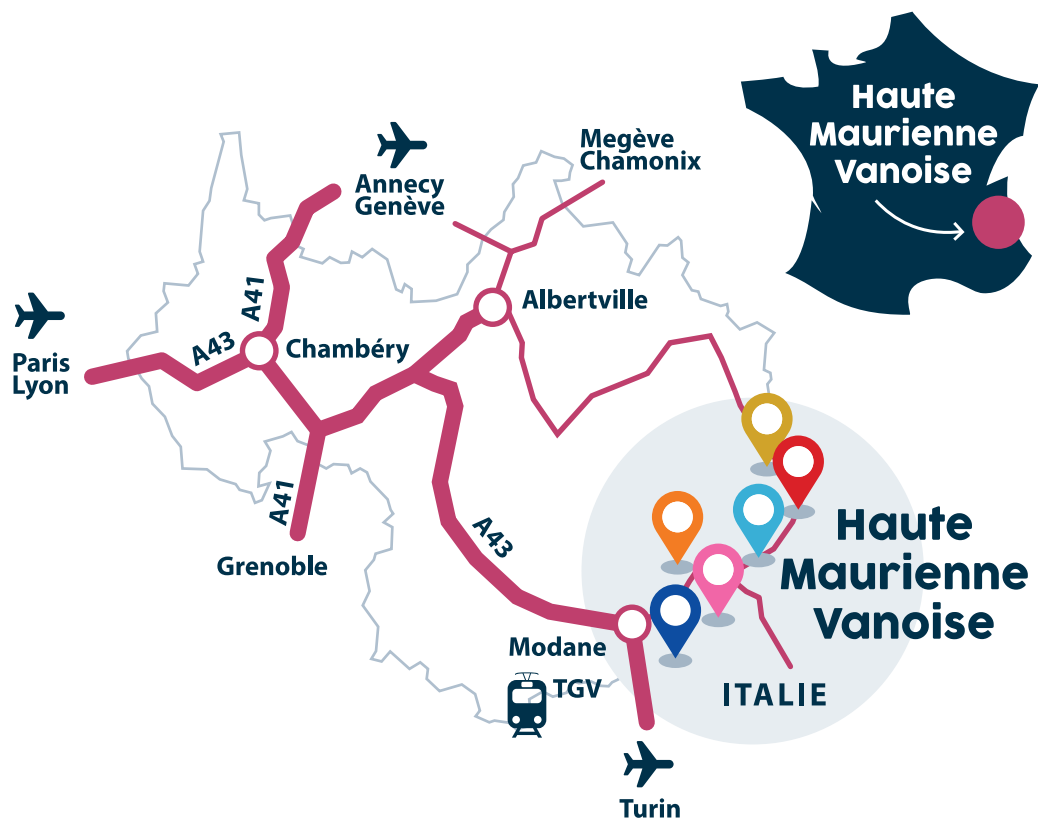 Haute
Maurienne
Vanoise
Megève
Chamonix
Annecy
Genève
A41
Albertville
A43
Chambéry
Paris
Lyon
A41
A43
Grenoble
Haute
Maurienne
Vanoise
Modane
TGV
ITALIE
Turin